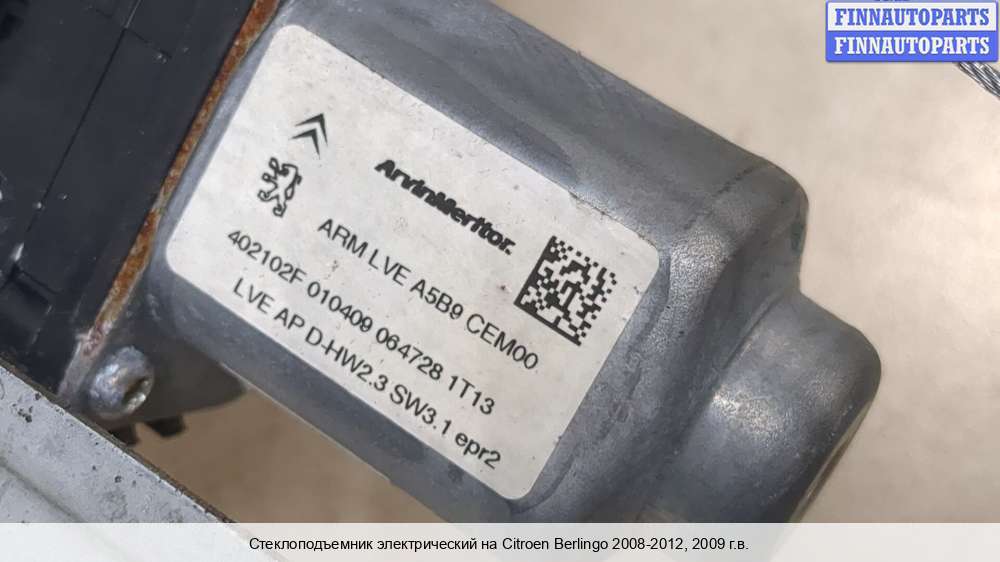 FINNAUTOPARTS
FINNAUTOPARTS
ArvinMeritor.
ARM LVE A5B9 CEM00
402102F 010409 064728 1T13
LVE AP D-HW2.3 SW3.1 epr2
Стеклоподъемник электрический на Citroen Berlingo 2008-2012, 2009 г.в.